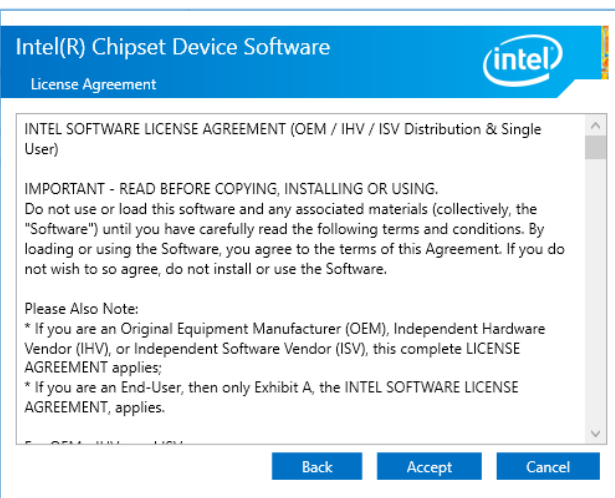 Intel(R) Chipset Device Software
intel
License Agreement
INTEL SOFTWARE LICENSE AGREEMENT (OEM / IHV / ISV Distribution & Single
User)
IMPORTANT - READ BEFORE COPYING, INSTALLING OR USING.
Do not use or load this software and any associated materials (collectively, the
"Software") until you have carefully read the following terms and conditions. By
loading or using the Software, you agree to the terms of this Agreement. If you do
not wish to so agree, do not install or use the Software.
Please Also Note:
* If you are an Original Equipment Manufacturer (OEM), Independent Hardware
Vendor (IHV), or Independent Software Vendor (ISV), this complete LICENSE
AGREEMENT applies;
* If you are an End-User, then only Exhibit A, the INTEL SOFTWARE LICENSE
AGREEMENT, applies.
Back Accept Cancel